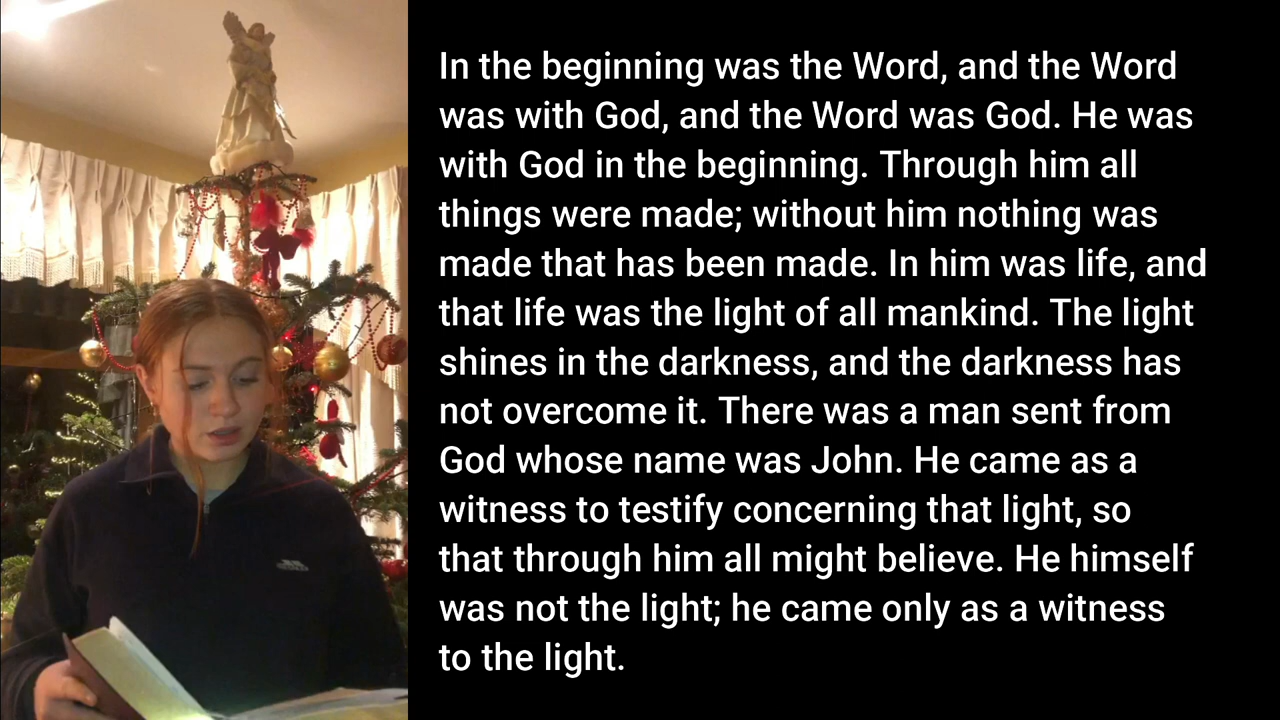 In the beginning was the Word, and the Word
was with God, and the Word was God. He was
with God in the beginning. Through him all
things were made; without him nothing was
made that has been made. In him was life, and
that life was the light of all mankind. The light
shines in the darkness, and the darkness has
not overcome it. There was a man sent from
God whose name was John. He came as a
witness to testify concerning that light, so
that through him all might believe. He himself
was not the light; he came only as a witness
to the light.